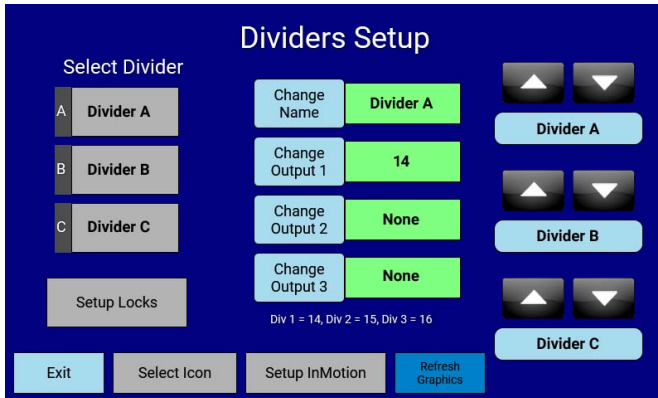 Dividers Setup
Select Divider
A
Divider A
B
Divider B
C
Divider C
Setup Locks
Change
Name
Divider A
Change
Output 1
14
Change
Output 2
None
Change
Output 3
None
Div 1 = 14, Div 2 = 15, Div 3 = 16
Divider A
Divider B
Divider C
Exit
Select Icon
Setup InMotion
Refresh
Graphics